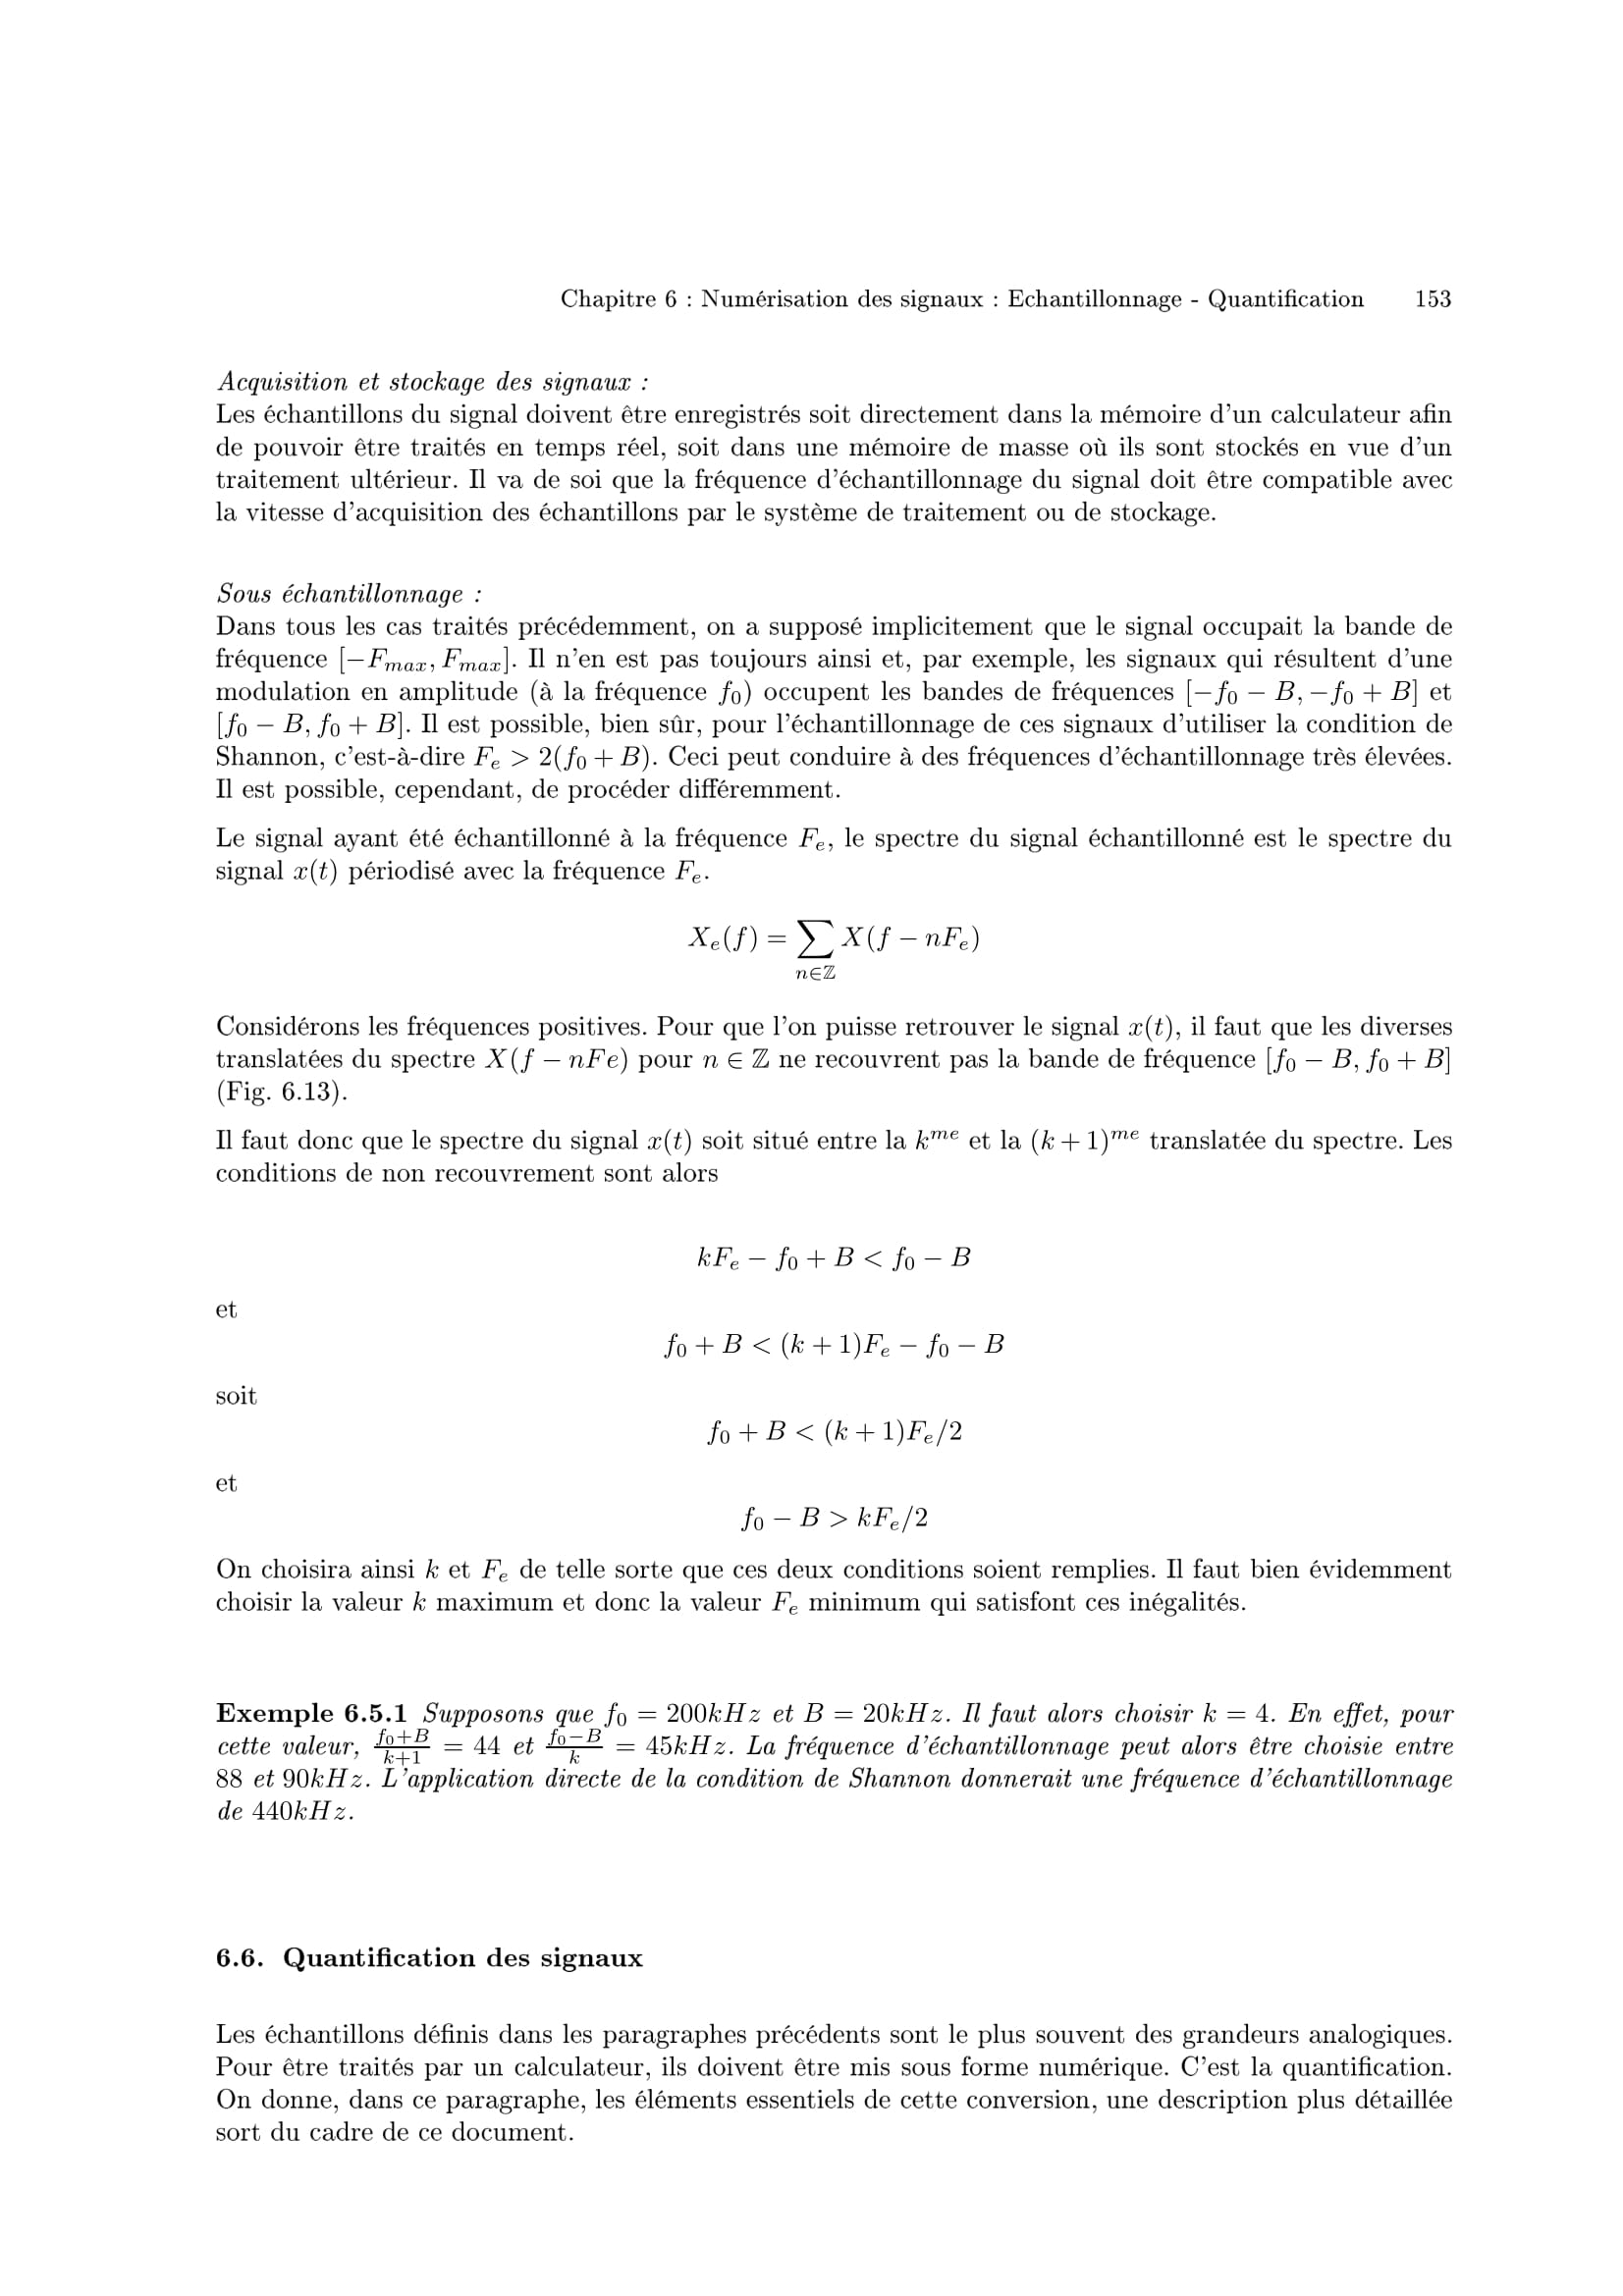 Chapitre 6 : Numérisation des signaux : Echantillonnage - Quantification 153
Acquisition et stockage des signaux :
Les échantillons du signal doivent être enregistrés soit directement dans la mémoire d'un calculateur afin
de pouvoir être traités en temps réel, soit dans une mémoire de masse où ils sont stockés en vue d'un
traitement ultérieur. Il va de soi que la fréquence d'échantillonnage du signal doit être compatible avec
la vitesse d'acquisition des échantillons par le système de traitement ou de stockage.
Sous échantillonnage :
Dans tous les cas traités précédemment, on a supposé implicitement que le signal occupait la bande de
fréquence $[-F_{max}, F_{max}]$. Il n'en est pas toujours ainsi et, par exemple, les signaux qui résultent d'une
modulation en amplitude (à la fréquence $f_0$) occupent les bandes de fréquences $[-f_0 - B, -f_0 + B]$ et
$[f_0 - B, f_0 + B]$. Il est possible, bien sûr, pour l'échantillonnage de ces signaux d'utiliser la condition de
Shannon, c'est-à-dire $F_e > 2(f_0 + B)$. Ceci peut conduire à des fréquences d'échantillonnage très élevées.
Il est possible, cependant, de procéder différemment.
Le signal ayant été échantillonné à la fréquence $F_e$, le spectre du signal échantillonné est le spectre du
signal $x(t)$ périodisé avec la fréquence $F_e$.
$X_e(f) = \sum_{n \in \mathbb{Z}} X(f - nF_e)$
Considérons les fréquences positives. Pour que l'on puisse retrouver le signal $x(t)$, il faut que les diverses
translatées du spectre $X(f - nFe)$ pour $n \in \mathbb{Z}$ ne recouvrent pas la bande de fréquence $[f_0 - B, f_0 + B]$
(Fig. 6.13).
Il faut donc que le spectre du signal $x(t)$ soit situé entre la $k^{me}$ et la $(k + 1)^{me}$ translatée du spectre. Les
conditions de non recouvrement sont alors
$kF_e - f_0 + B < f_0 - B$
et
$f_0 + B < (k + 1)F_e - f_0 - B$
soit
$f_0 + B < (k + 1)F_e/2$
et
$f_0 - B > kF_e/2$
On choisira ainsi $k$ et $F_e$ de telle sorte que ces deux conditions soient remplies. Il faut bien évidemment
choisir la valeur $k$ maximum et donc la valeur $F_e$ minimum qui satisfont ces inégalités.
Exemple 6.5.1 Supposons que $f_0 = 200kHz$ et $B = 20kHz$. Il faut alors choisir $k = 4$. En effet, pour
cette valeur, $\frac{f_0+B}{k+1} = 44$ et $\frac{f_0-B}{k} = 45kHz$. La fréquence d'échantillonnage peut alors être choisie entre
88 et $90kHz$. L'application directe de la condition de Shannon donnerait une fréquence d'échantillonnage
de $440kHz$.
6.6. Quantification des signaux
Les échantillons définis dans les paragraphes précédents sont le plus souvent des grandeurs analogiques.
Pour être traités par un calculateur, ils doivent être mis sous forme numérique. C'est la quantification.
On donne, dans ce paragraphe, les éléments essentiels de cette conversion, une description plus détaillée
sort du cadre de ce document.